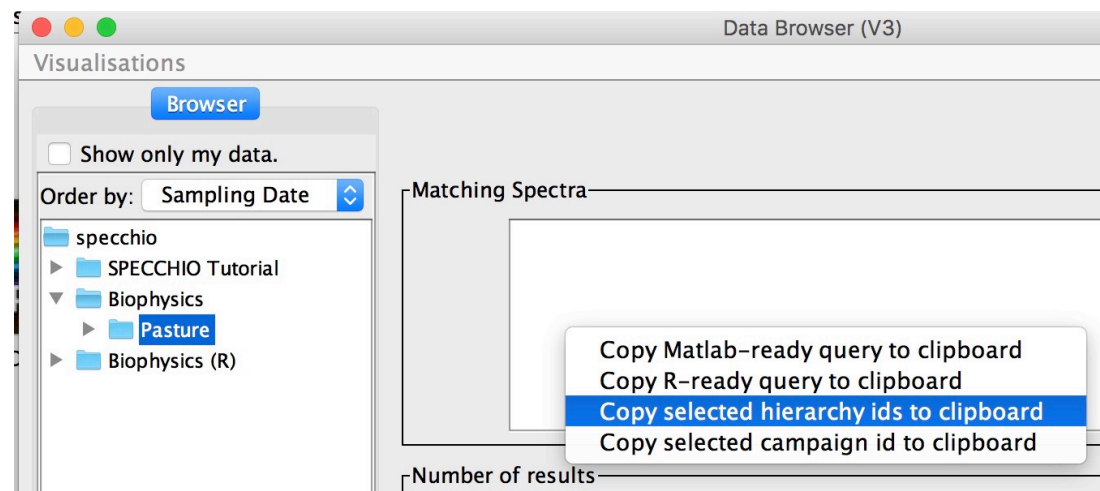 Data Browser (V3)
Visualisations
Browser
Show only my data.
Order by: Sampling Date
specchio
SPECCHIO Tutorial
Biophysics
Pasture
Biophysics (R)
Matching Spectra
Copy Matlab-ready query to clipboard
Copy R-ready query to clipboard
Copy selected hierarchy ids to clipboard
Copy selected campaign id to clipboard
Number of results